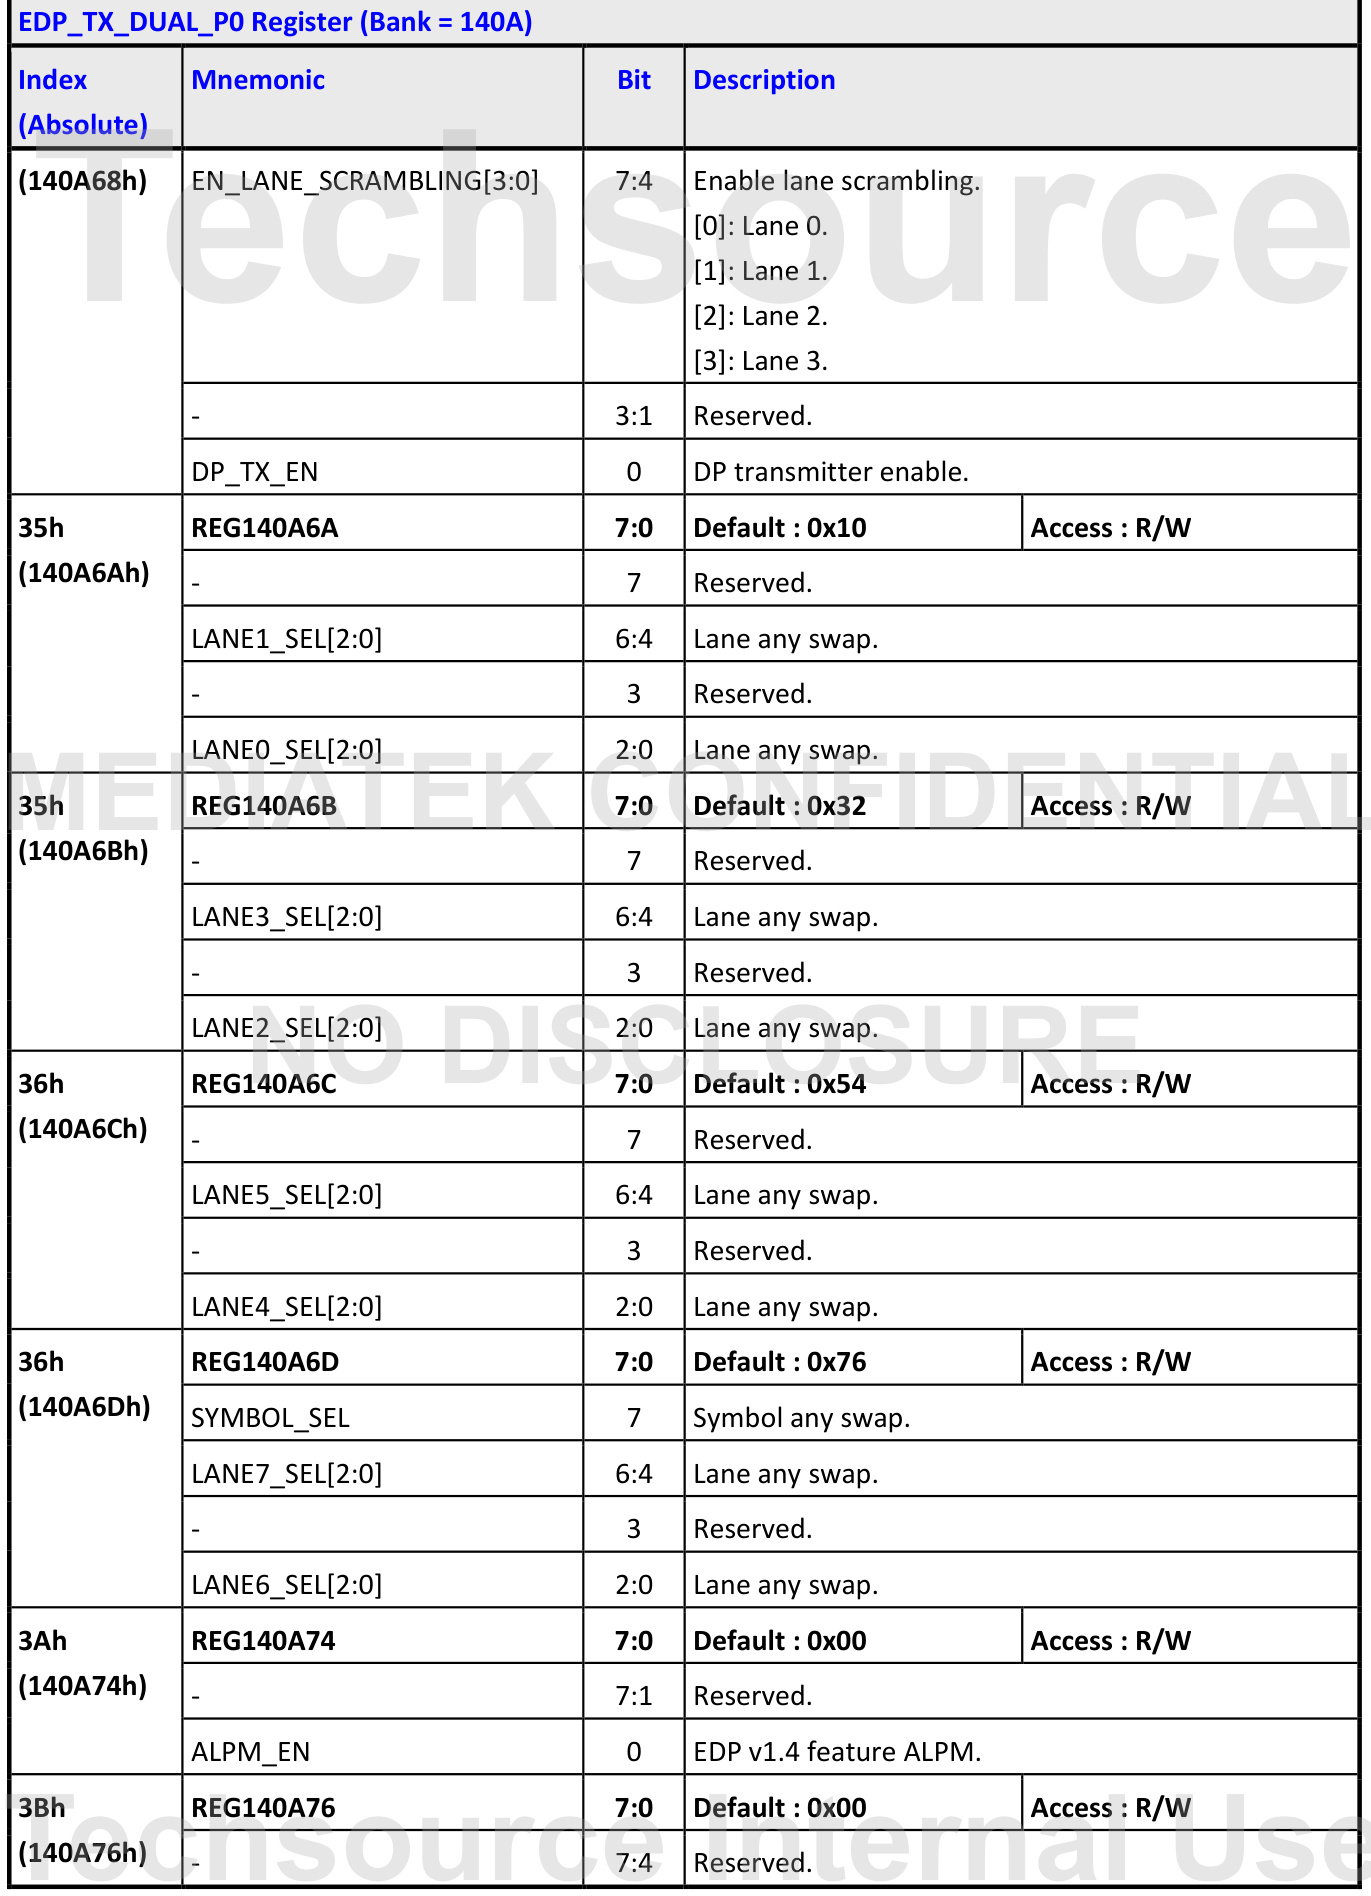 EDP_TX_DUAL_P0 Register (Bank = 140A)
Index (Absolute) Mnemonic Bit Description
(140A68h) EN_LANE_SCRAMBLING[3:0] 7:4 Enable lane scrambling.
[0]: Lane 0.
[1]: Lane 1.
[2]: Lane 2.
[3]: Lane 3.
- 3:1 Reserved.
DP_TX_EN 0 DP transmitter enable.
35h (140A6Ah) REG140A6A 7:0 Default : 0x10 Access : R/W
- 7 Reserved.
LANE1_SEL[2:0] 6:4 Lane any swap.
- 3 Reserved.
LANE0_SEL[2:0] 2:0 Lane any swap.
35h (140A6Bh) REG140A6B 7:0 Default : 0x32 Access : R/W
- 7 Reserved.
LANE3_SEL[2:0] 6:4 Lane any swap.
- 3 Reserved.
LANE2_SEL[2:0] 2:0 Lane any swap.
36h (140A6Ch) REG140A6C 7:0 Default : 0x54 Access : R/W
- 7 Reserved.
LANE5_SEL[2:0] 6:4 Lane any swap.
- 3 Reserved.
LANE4_SEL[2:0] 2:0 Lane any swap.
36h (140A6Dh) REG140A6D 7:0 Default : 0x76 Access : R/W
SYMBOL_SEL 7 Symbol any swap.
LANE7_SEL[2:0] 6:4 Lane any swap.
- 3 Reserved.
LANE6_SEL[2:0] 2:0 Lane any swap.
3Ah (140A74h) REG140A74 7:0 Default : 0x00 Access : R/W
- 7:1 Reserved.
ALPM_EN 0 EDP v1.4 feature ALPM.
3Bh (140A76h) REG140A76 7:0 Default : 0x00 Access : R/W
- 7:4 Reserved.
Techsource
MEDIATEK CONFIDENTIAL
NO DISCLOSURE
Techsource Internal Use